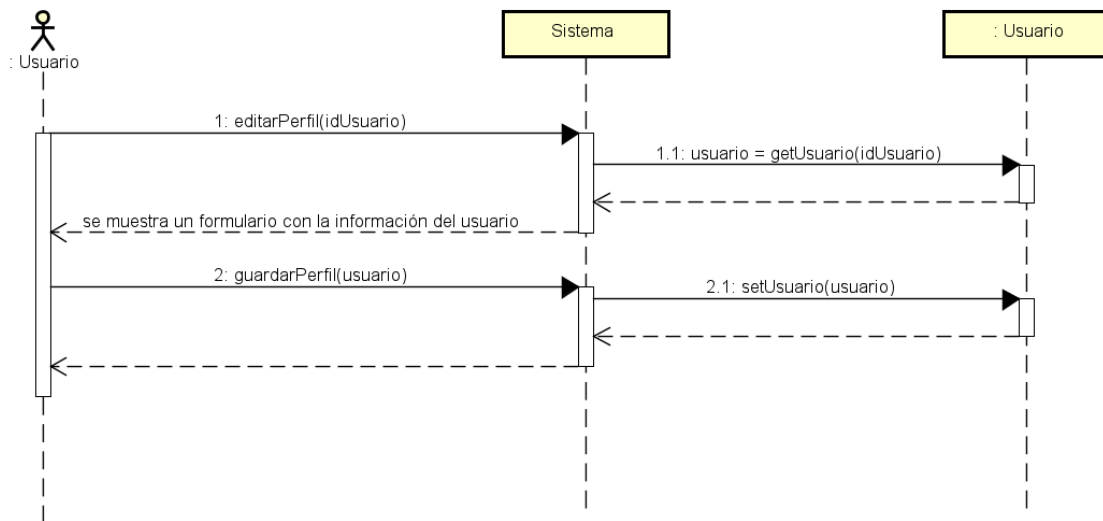 : Usuario
Sistema
: Usuario
1: editarPerfil(idUsuario)
1.1: usuario = getUsuario(idUsuario)
se muestra un formulario con la información del usuario
2: guardarPerfil(usuario)
2.1: setUsuario(usuario)